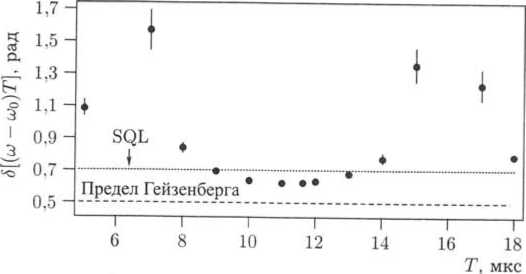 1,7
1,5
1,3
1,1
0,9
0,7
0,5
δ[(ω − ω₀)T], рад
SQL
Предел Гейзенберга
6 8 10 12 14 16 18
T, мкс